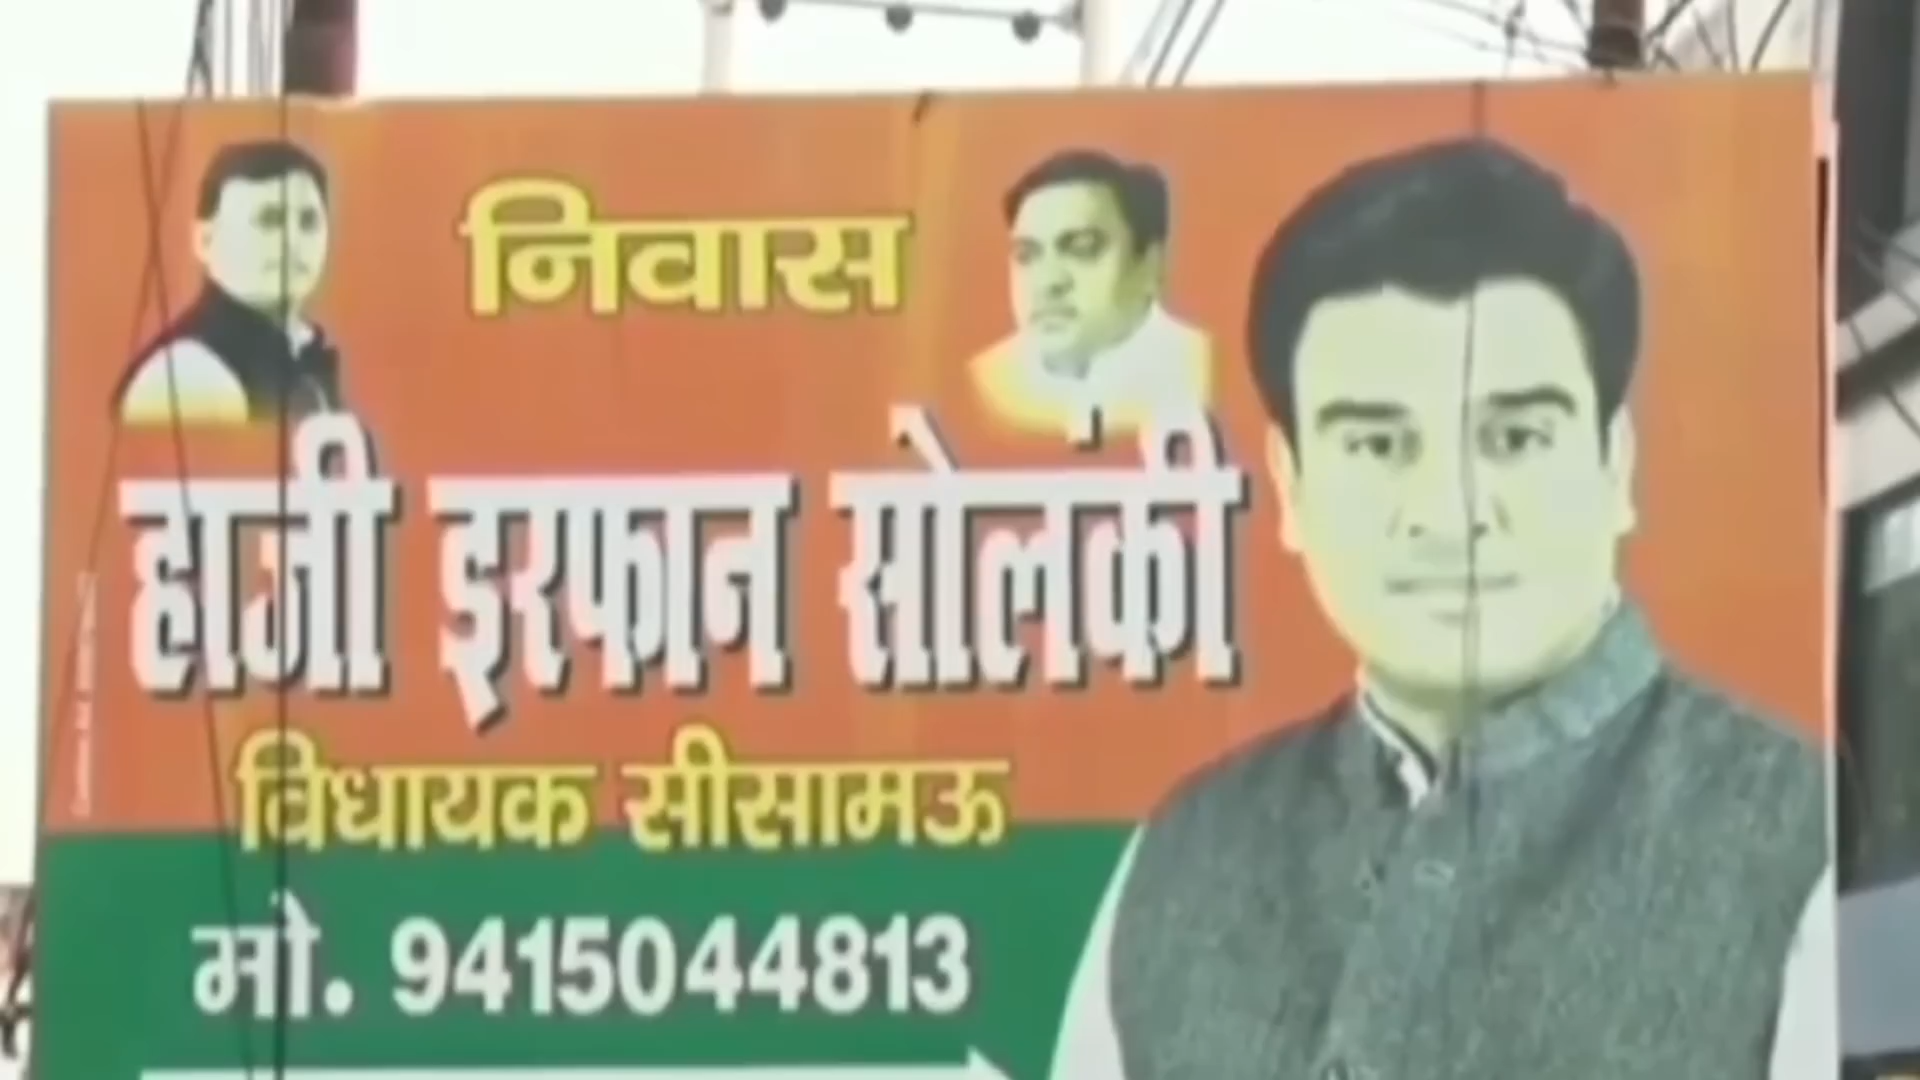 निवास
हाजी इरफान सोलंकी
विधायक सीसामऊ
मो. 9415044813